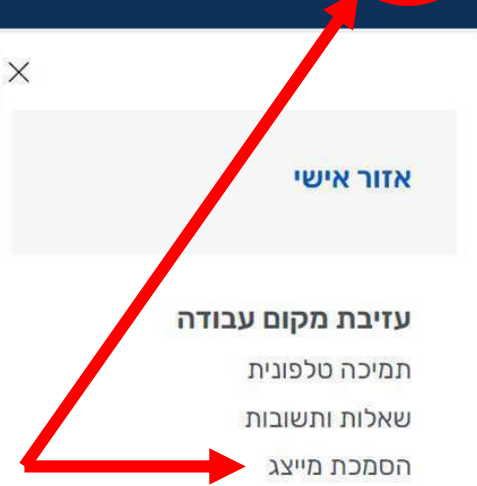 אזור אישי
עזיבת מקום עבודה
תמיכה טלפונית
שאלות ותשובות
הסמכת מייצג